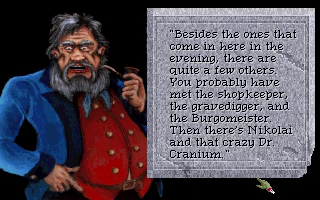 "Besides the ones that
come in here in the
evening, there are
quite a few others.
You probably have
met the shopkeeper,
the gravedigger, and
the Burgomeister.
Then there's Nikolai
and that crazy Dr.
Cranium."